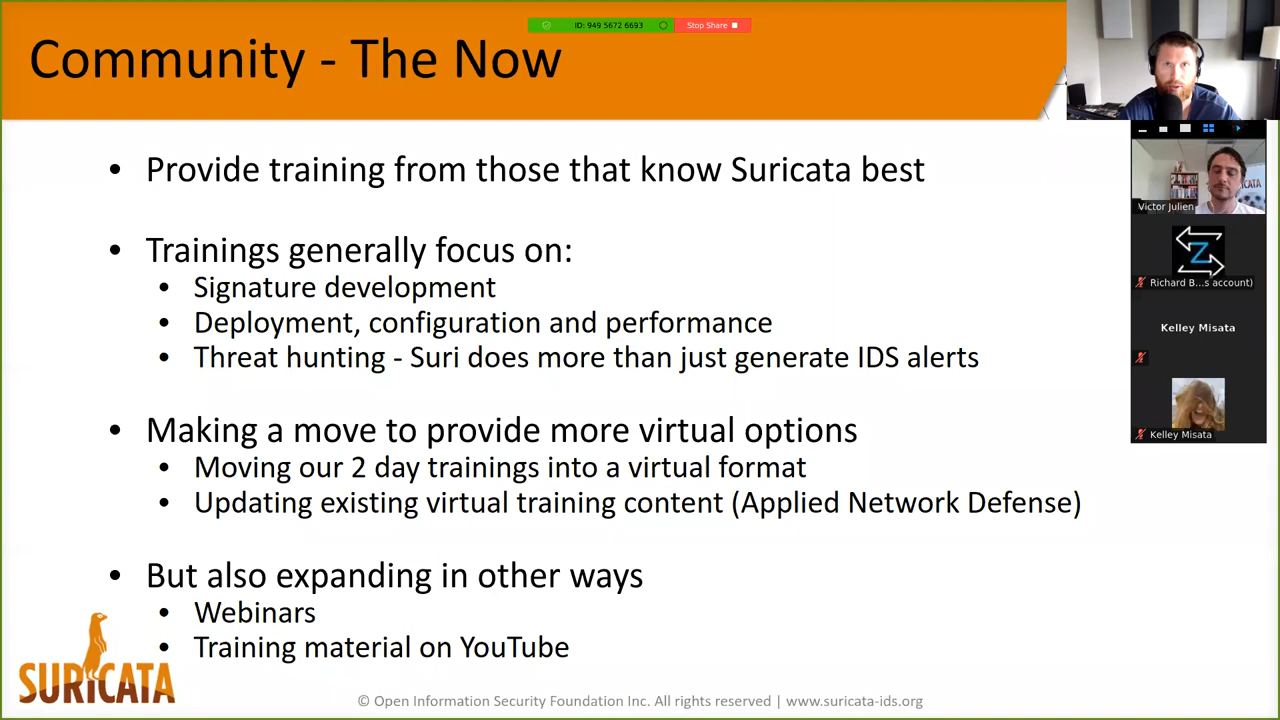 ID: 949 5672 6693
Stop Share
Community - The Now
• Provide training from those that know Suricata best
• Trainings generally focus on:
• Signature development
• Deployment, configuration and performance
• Threat hunting - Suri does more than just generate IDS alerts
• Making a move to provide more virtual options
• Moving our 2 day trainings into a virtual format
• Updating existing virtual training content (Applied Network Defense)
• But also expanding in other ways
• Webinars
• Training material on YouTube
SURICATA
© Open Information Security Foundation Inc. All rights reserved | www.suricata-ids.org
Victor Julien
Z
Richard B...s account)
Kelley Misata
Kelley Misata